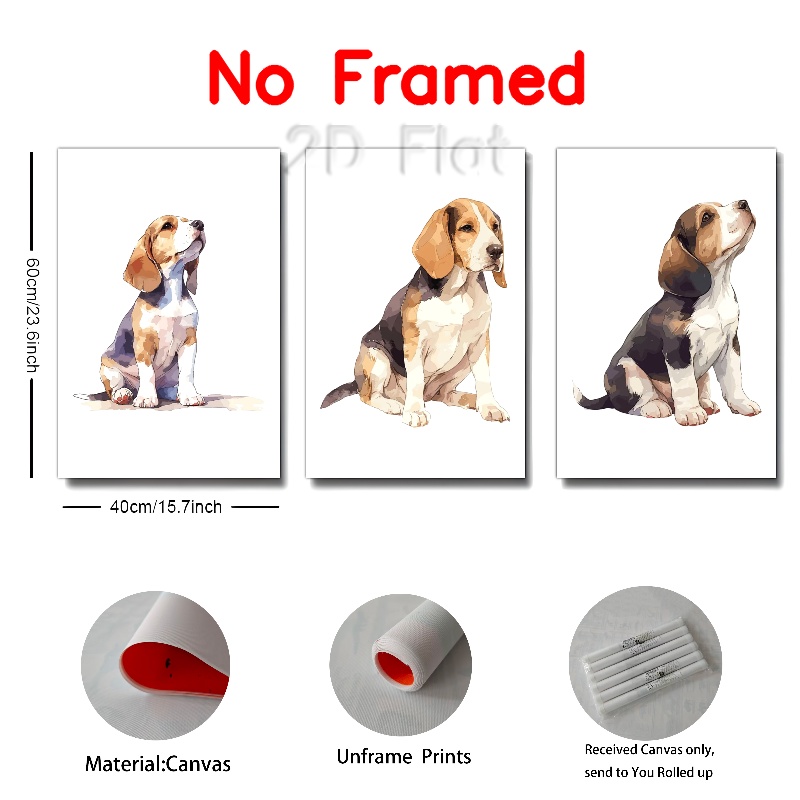 No Framed
2D Flat
60cm/23.6inch
40cm/15.7inch
Material:Canvas
Unframe Prints
Received Canvas only,
send to You Rolled up